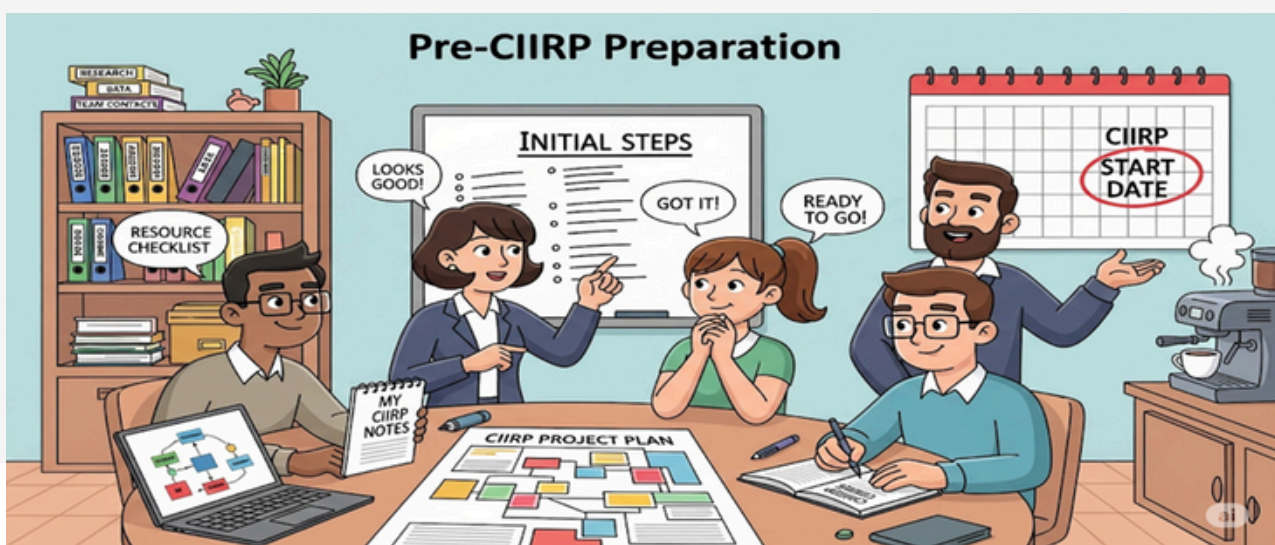 Pre-CIIRP Preparation
RESEARCH
DATA
TEAM CONTACTS
INITIAL STEPS
CIIRP
START
DATE
LOOKS
GOOD!
GOT IT!
READY
TO GO!
RESOURCE
CHECKLIST
MY
CIIRP
NOTES
CIIRP PROJECT PLAN
ai